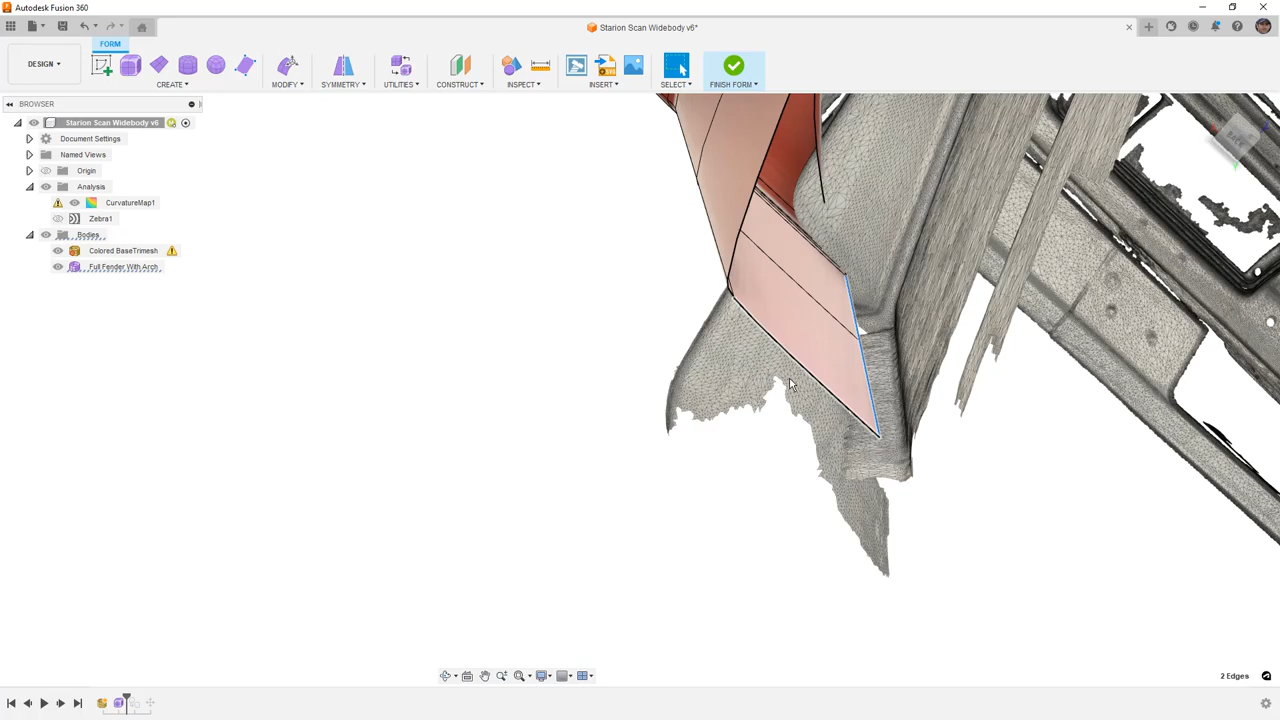 Autodesk Fusion 360
Starion Scan Widebody v6*
FORM
DESIGN
CREATE
MODIFY
SYMMETRY
UTILITIES
CONSTRUCT
INSPECT
INSERT
SELECT
FINISH FORM
BROWSER
Starion Scan Widebody v6
Document Settings
Named Views
Origin
Analysis
CurvatureMap1
Zebra1
Bodies
Colored BaseTrimesh
Full Fender With Arch
2 Edges